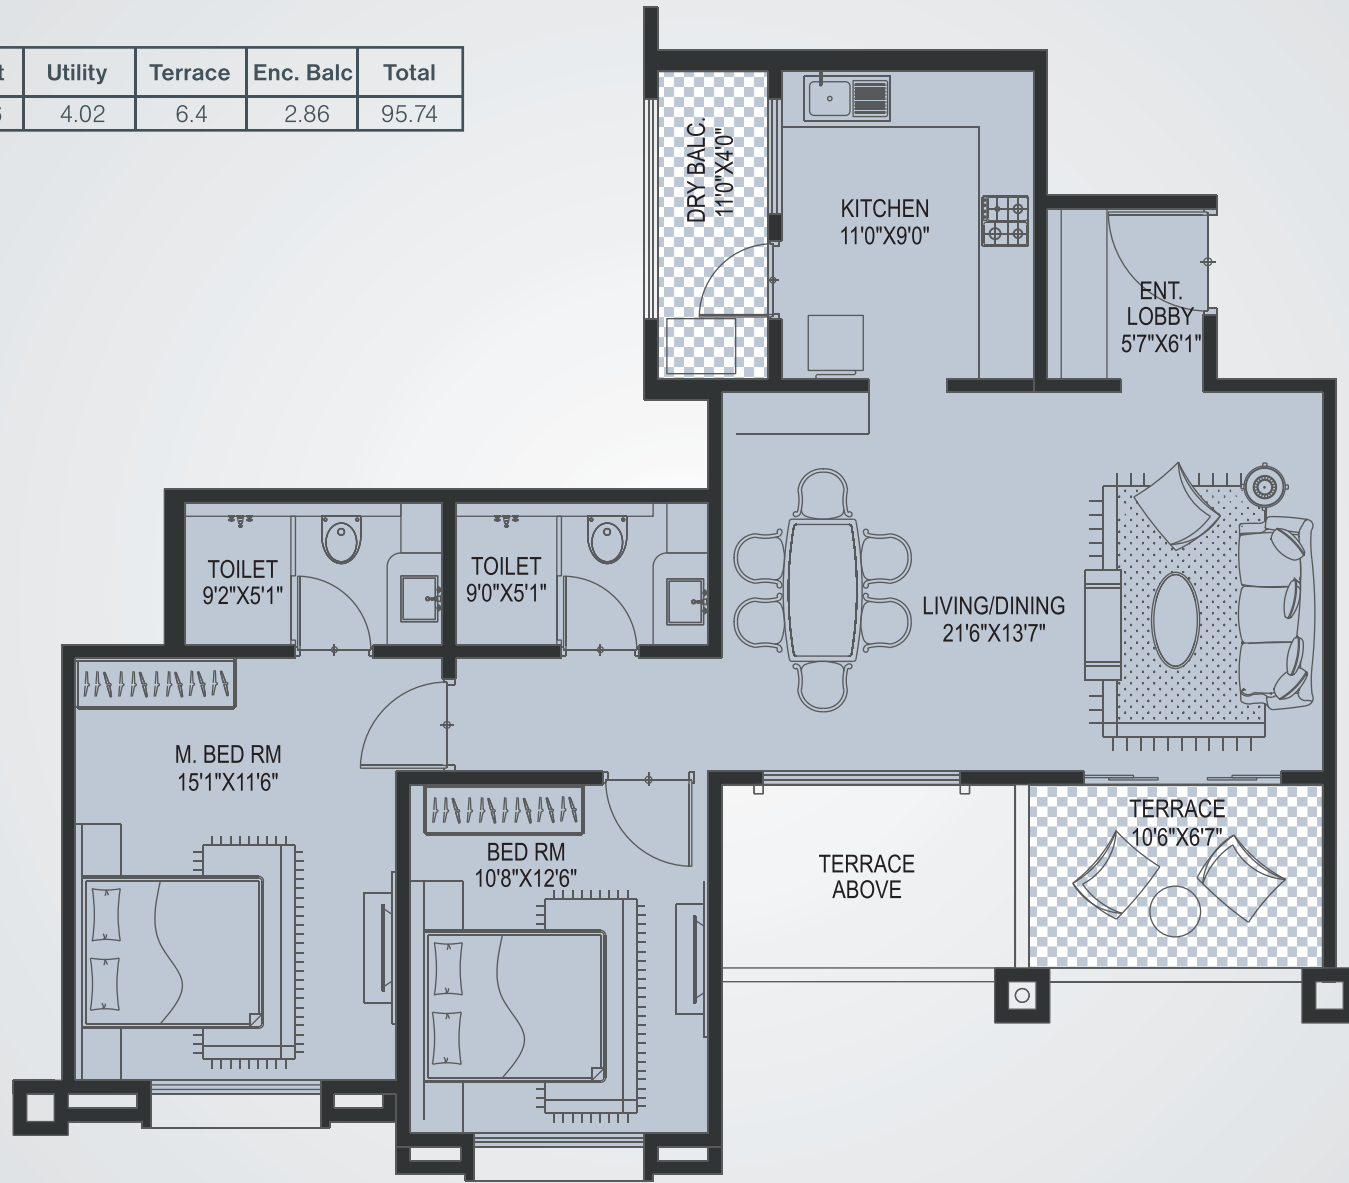 Utility Terrace Enc. Balc Total
4.02 6.4 2.86 95.74
DRY BALC.
11'0"X4'0"
KITCHEN
11'0"X9'0"
ENT.
LOBBY
5'7"X6'1"
TOILET
9'2"X5'1"
TOILET
9'0"X5'1"
LIVING/DINING
21'6"X13'7"
M. BED RM
15'1"X11'6"
BED RM
10'8"X12'6"
TERRACE
ABOVE
TERRACE
10'6"X6'7"